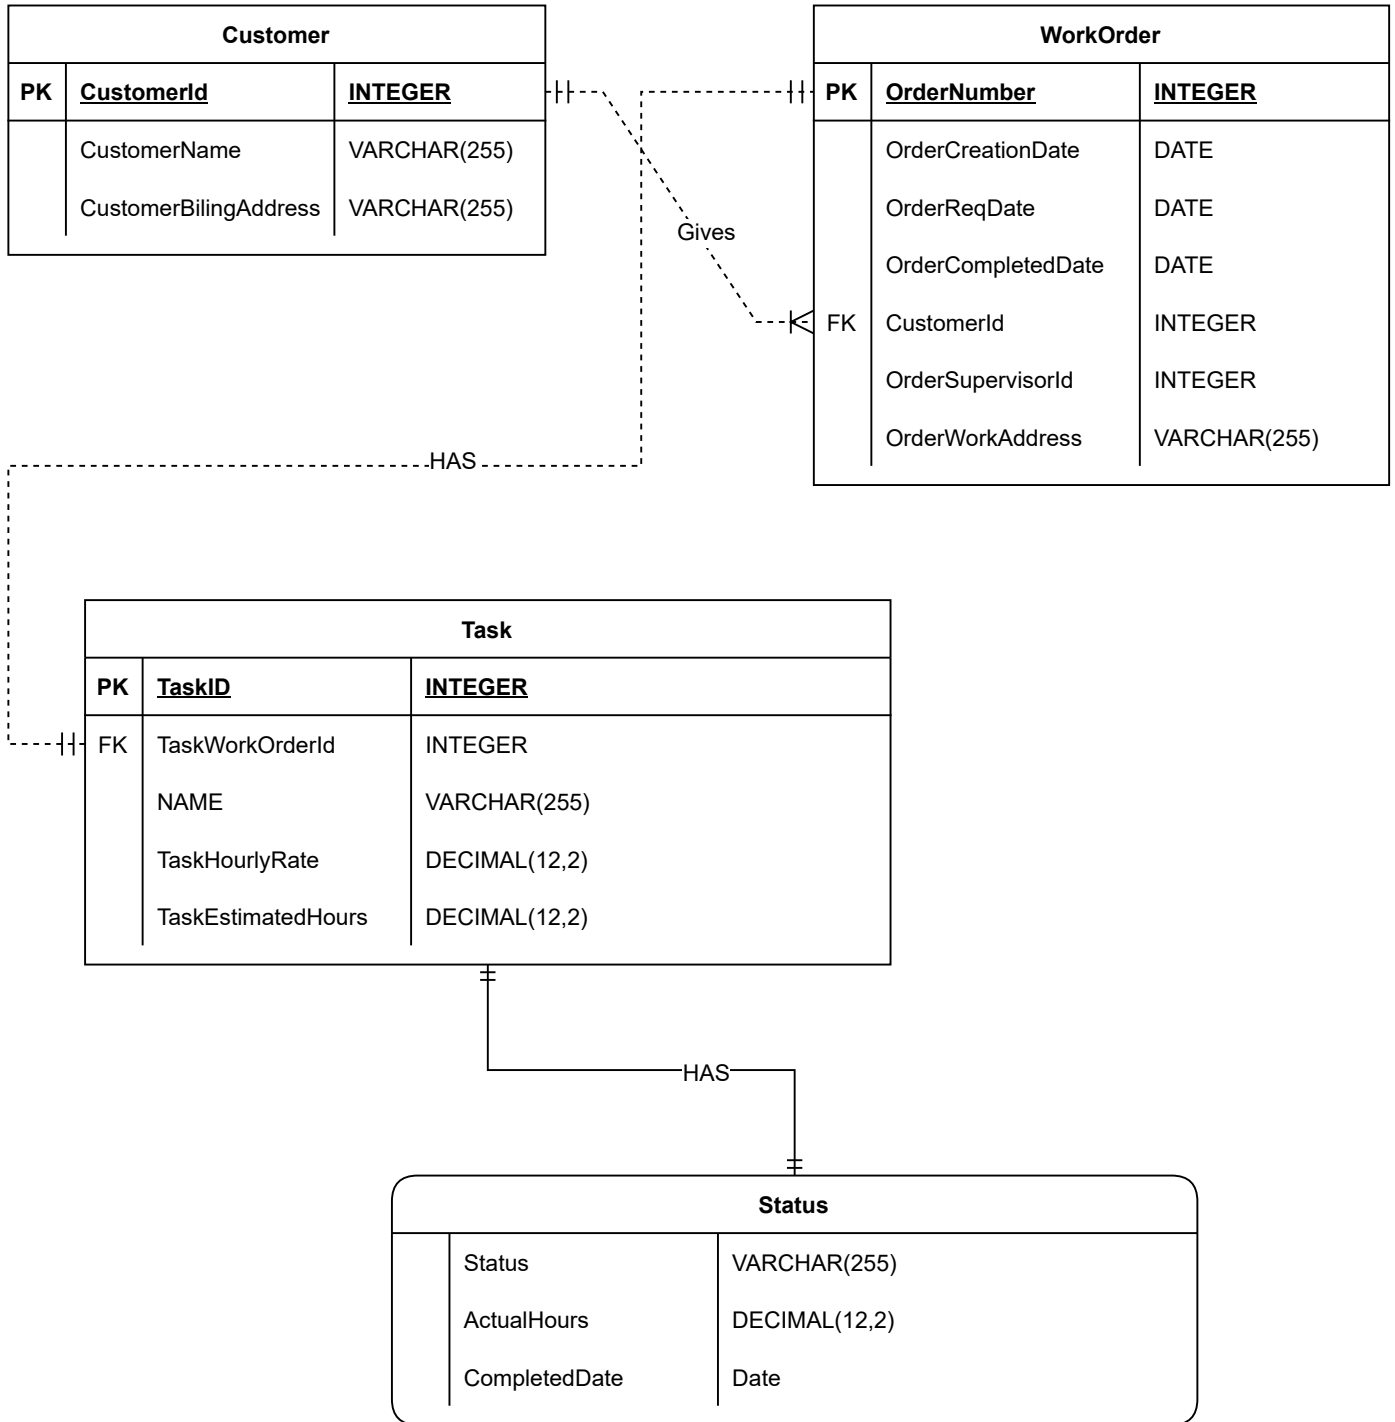 Customer
PK CustomerId INTEGER
CustomerName VARCHAR(255)
CustomerBilingAddress VARCHAR(255)
WorkOrder
PK OrderNumber INTEGER
OrderCreationDate DATE
OrderReqDate DATE
OrderCompletedDate DATE
FK CustomerId INTEGER
OrderSupervisorId INTEGER
OrderWorkAddress VARCHAR(255)
Gives
HAS
Task
PK TaskID INTEGER
FK TaskWorkOrderId INTEGER
NAME VARCHAR(255)
TaskHourlyRate DECIMAL(12,2)
TaskEstimatedHours DECIMAL(12,2)
HAS
Status
Status VARCHAR(255)
ActualHours DECIMAL(12,2)
CompletedDate Date